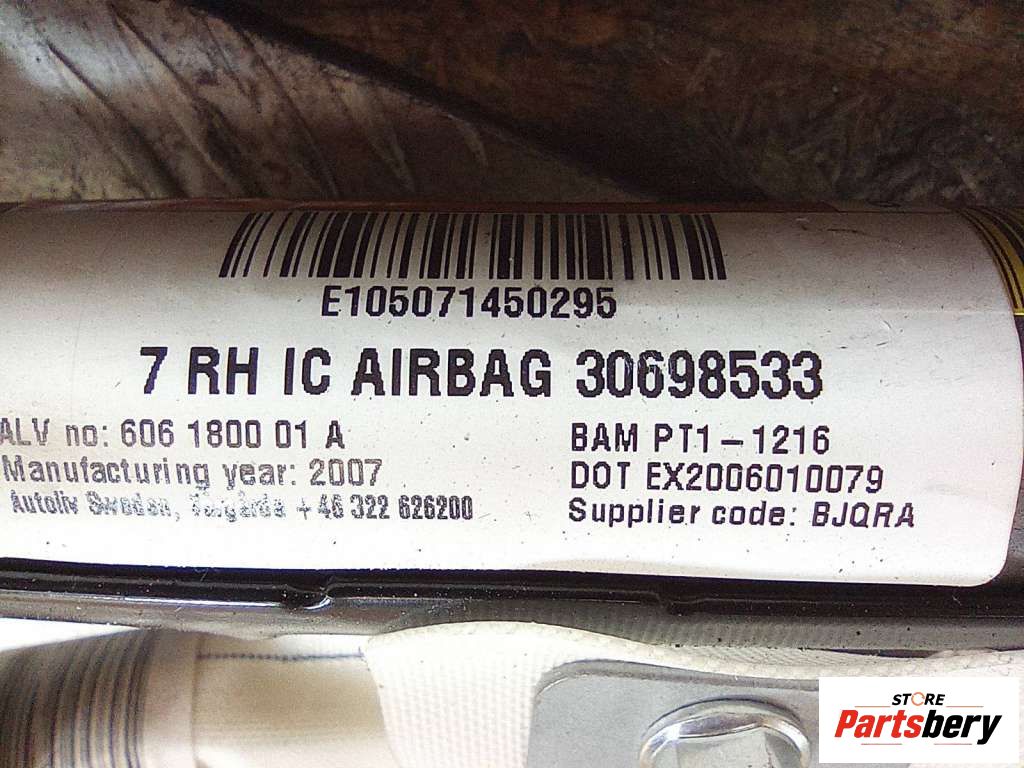 E105071450295
7 RH IC AIRBAG 30698533
ALV no: 606 1800 01 A
BAM PT1-1216
Manufacturing year: 2007
DOT EX2006010079
Autoliv Sweden, Vårgårda +46 322 626200
Supplier code: BJQRA
STORE
Partsbery